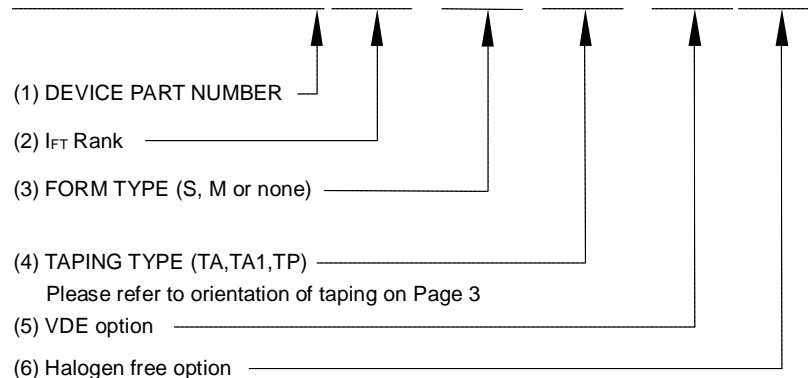 (1) DEVICE PART NUMBER
(2) IFT Rank
(3) FORM TYPE (S, M or none)
(4) TAPING TYPE (TA,TA1,TP)
Please refer to orientation of taping on Page 3
(5) VDE option
(6) Halogen free option